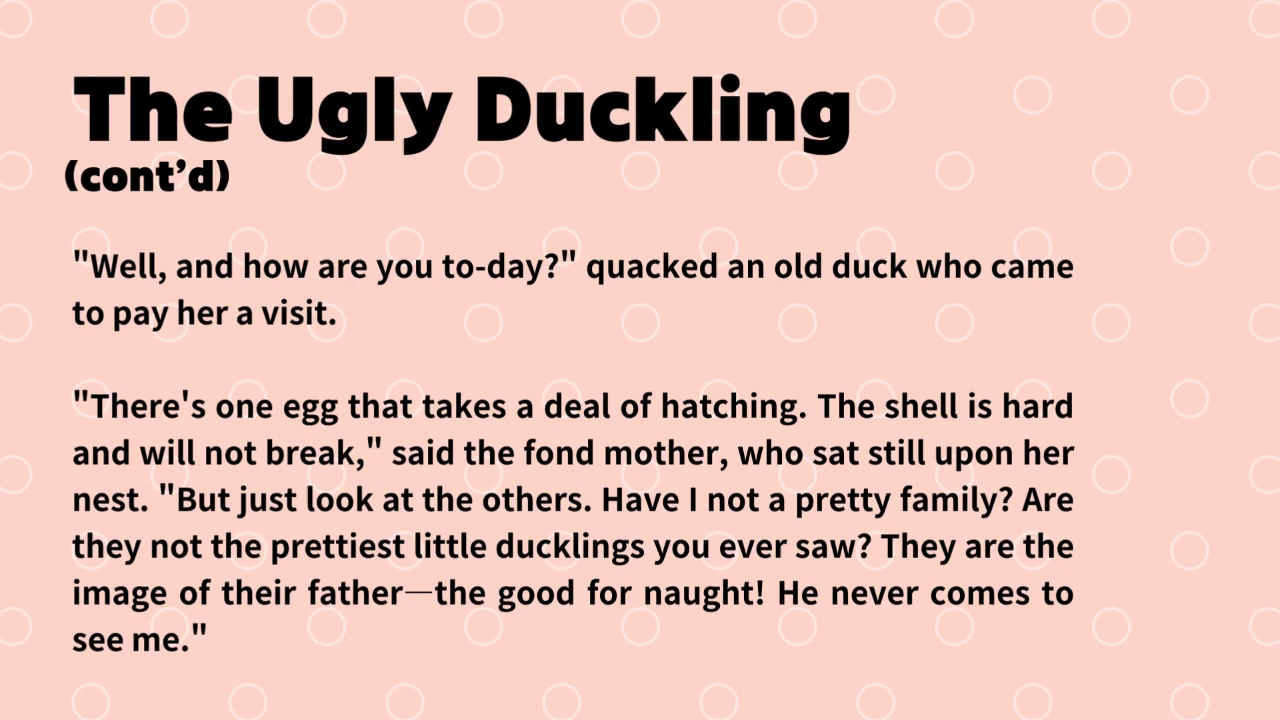 The Ugly Duckling
(cont’d)
"Well, and how are you to-day?" quacked an old duck who came
to pay her a visit.
"There's one egg that takes a deal of hatching. The shell is hard
and will not break," said the fond mother, who sat still upon her
nest. "But just look at the others. Have I not a pretty family? Are
they not the prettiest little ducklings you ever saw? They are the
image of their father—the good for naught! He never comes to
see me."